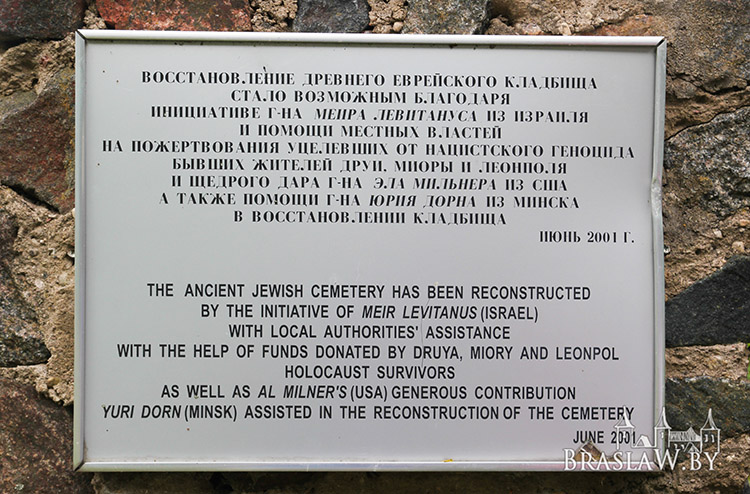 ВОССТАНОВЛЕНИЕ ДРЕВНЕГО ЕВРЕЙСКОГО КЛАДБИЩА
СТАЛО ВОЗМОЖНЫМ БЛАГОДАРЯ
ИНИЦИАТИВЕ Г-НА МЕИРА ЛЕВИТАНУСА ИЗ ИЗРАИЛЯ
И ПОМОЩИ МЕСТНЫХ ВЛАСТЕЙ
НА ПОЖЕРТВОВАНИЯ УЦЕЛЕВШИХ ОТ НАЦИСТСКОГО ГЕНОЦИДА
БЫВШИХ ЖИТЕЛЕЙ ДРУИ, МИОРЫ И ЛЕОНПОЛЯ
И ЩЕДРОГО ДАРА Г-НА ЭЛА МИЛЬНЕРА ИЗ США
А ТАКЖЕ ПОМОЩИ Г-НА ЮРИЯ ДОРНА ИЗ МИНСКА
В ВОССТАНОВЛЕНИИ КЛАДБИЩА
ИЮНЬ 2001 Г.
THE ANCIENT JEWISH CEMETERY HAS BEEN RECONSTRUCTED
BY THE INITIATIVE OF MEIR LEVITANUS (ISRAEL)
WITH LOCAL AUTHORITIES' ASSISTANCE
WITH THE HELP OF FUNDS DONATED BY DRUYA, MIORY AND LEONPOL
HOLOCAUST SURVIVORS
AS WELL AS AL MILNER'S (USA) GENEROUS CONTRIBUTION
YURI DORN (MINSK) ASSISTED IN THE RECONSTRUCTION OF THE CEMETERY
JUNE 2001
BRASLAW.BY